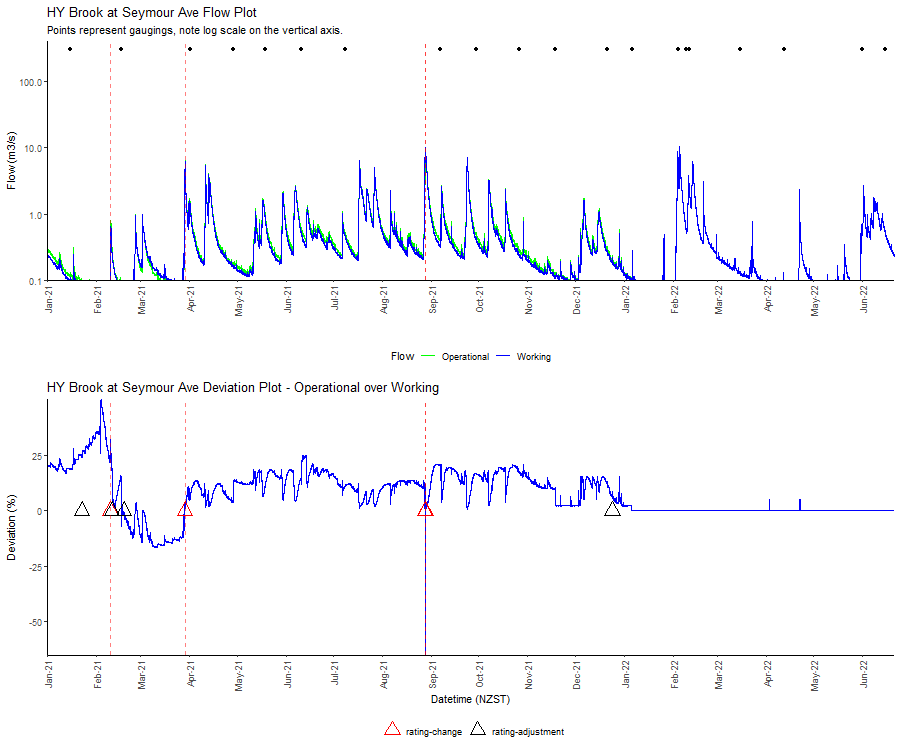 HY Brook at Seymour Ave Flow Plot
Points represent gaugings, note log scale on the vertical axis.
Flow (m3/s)
100.0
10.0
1.0
0.1
Jan-21
Feb-21
Mar-21
Apr-21
May-21
Jun-21
Jul-21
Aug-21
Sep-21
Oct-21
Nov-21
Dec-21
Jan-22
Feb-22
Mar-22
Apr-22
May-22
Jun-22
Flow Operational Working
HY Brook at Seymour Ave Deviation Plot - Operational over Working
Deviation (%)
25
0
-25
-50
Jan-21
Feb-21
Mar-21
Apr-21
May-21
Jun-21
Jul-21
Aug-21
Sep-21
Oct-21
Nov-21
Dec-21
Jan-22
Feb-22
Mar-22
Apr-22
May-22
Jun-22
Datetime (NZST)
rating-change rating-adjustment